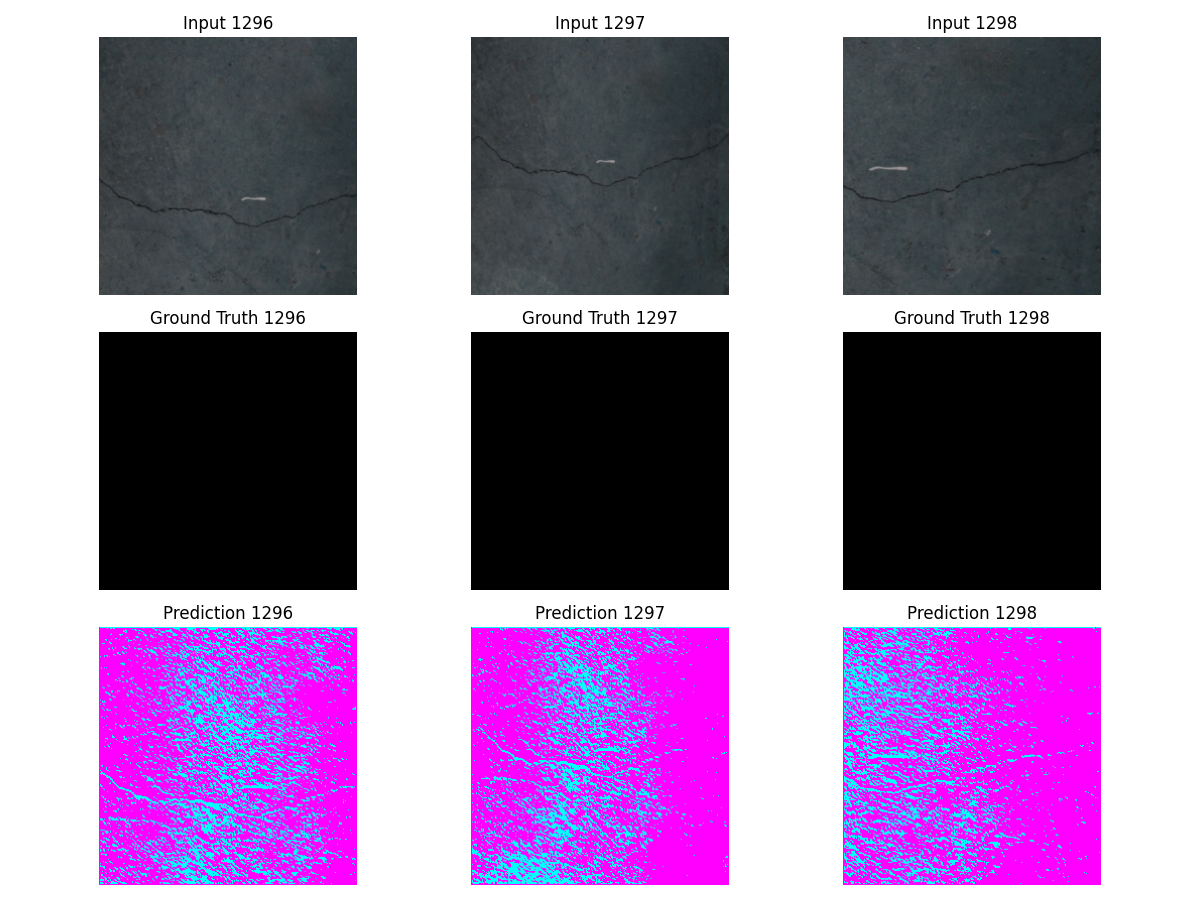 Input 1296
Input 1297
Input 1298
Ground Truth 1296
Ground Truth 1297
Ground Truth 1298
Prediction 1296
Prediction 1297
Prediction 1298